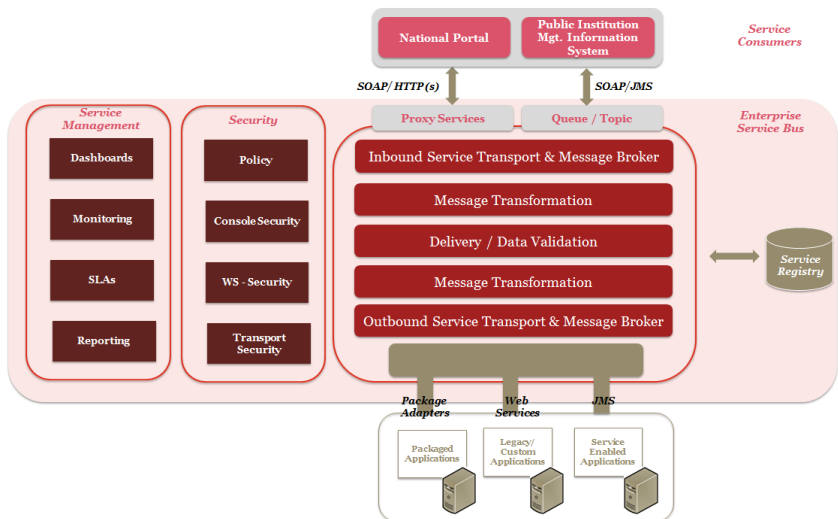 National Portal
Public Institution
Mgt. Information
System
Service
Consumers
SOAP/ HTTP(s)
SOAP/JMS
Service
Management
Security
Proxy Services
Queue / Topic
Enterprise
Service Bus
Dashboards
Policy
Inbound Service Transport & Message Broker
Monitoring
Console Security
Message Transformation
Delivery / Data Validation
SLAs
WS - Security
Message Transformation
Service
Registry
Reporting
Transport
Security
Outbound Service Transport & Message Broker
Package
Adapters
Web
Services
JMS
Packaged
Applications
Legacy/
Custom
Applications
Service
Enabled
Applications